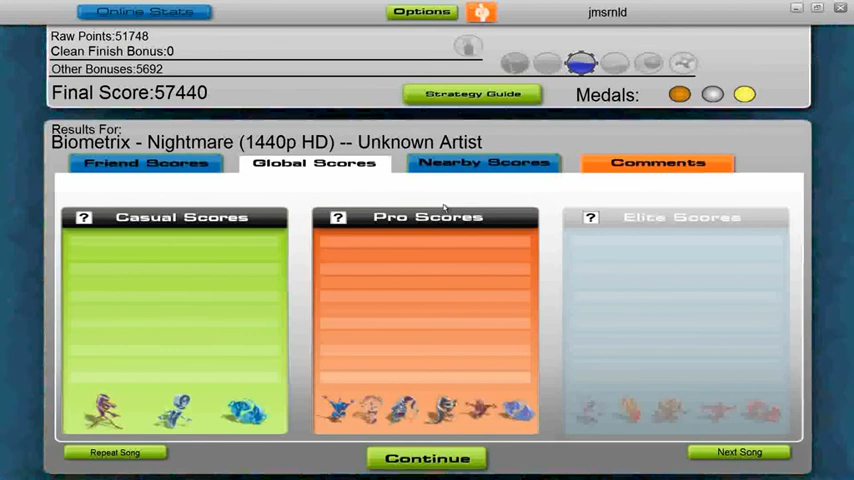 Online Stats
Options
jmsrnld
Raw Points:51748
Clean Finish Bonus:0
Other Bonuses:5692
Final Score:57440
Strategy Guide
Medals:
Results For:
Biometrix - Nightmare (1440p HD) -- Unknown Artist
Friend Scores
Global Scores
Nearby Scores
Comments
? Casual Scores
? Pro Scores
? Elite Scores
Repeat Song
Continue
Next Song